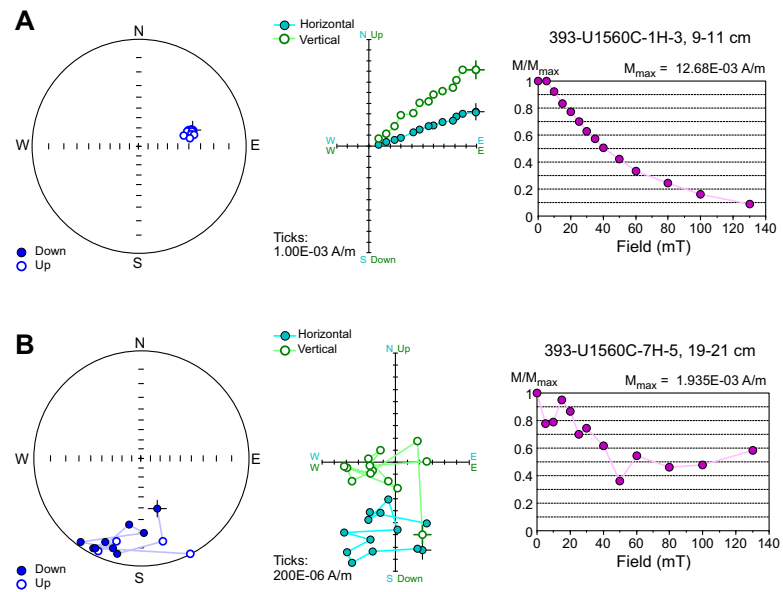 A
N
W
E
S
Down
Up
Horizontal
Vertical
N Up
W
W
E
E
Ticks:
1.00E-03 A/m
S Down
393-U1560C-1H-3, 9-11 cm
M/Mmax
Mmax = 12.68E-03 A/m
1
0.8
0.6
0.4
0.2
0
0 20 40 60 80 100 120 140
Field (mT)
B
N
W
E
S
Down
Up
Horizontal
Vertical
N Up
W
W
E
E
Ticks:
200E-06 A/m
S Down
393-U1560C-7H-5, 19-21 cm
M/Mmax
Mmax = 1.935E-03 A/m
1
0.8
0.6
0.4
0.2
0
0 20 40 60 80 100 120 140
Field (mT)